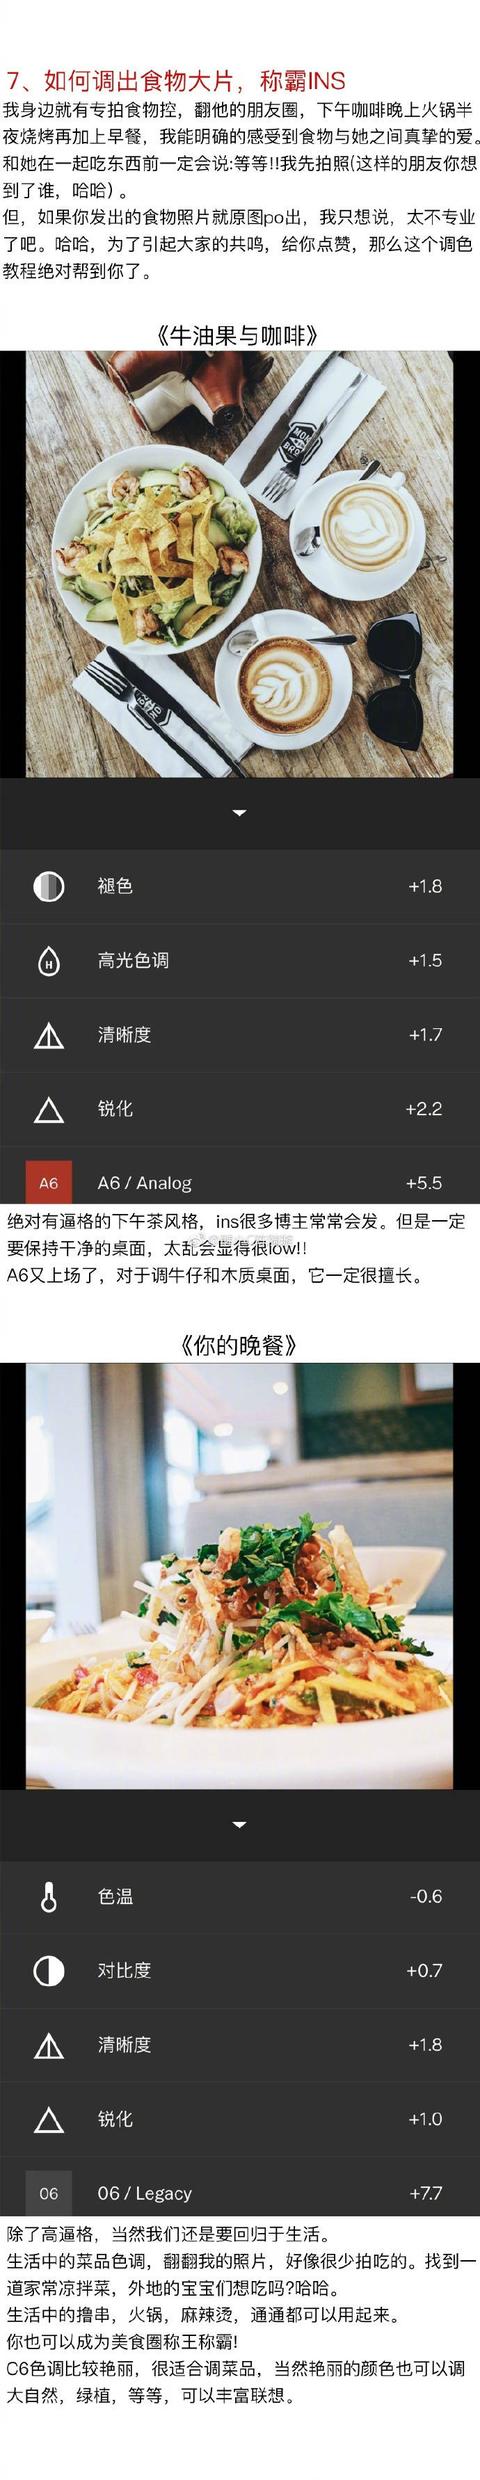 7、如何调出食物大片，称霸INS
我身边就有专拍食物控，翻他的朋友圈，下午咖啡晚上火锅半
夜烧烤再加上早餐，我能明确的感受到食物与她之间真挚的爱。
和她在一起吃东西前一定会说:等等!!我先拍照(这样的朋友你想
到了谁，哈哈) 。
但，如果你发出的食物照片就原图po出，我只想说，太不专业
了吧。哈哈，为了引起大家的共鸣，给你点赞，那么这个调色
教程绝对帮到你了。
《牛油果与咖啡》
褪色 +1.8
高光色调 +1.5
清晰度 +1.7
锐化 +2.2
A6 A6 / Analog +5.5
绝对有逼格的下午茶风格，ins很多博主常常会发。但是一定
要保持干净的桌面，太乱会显得很low!!
A6又上场了，对于调牛仔和木质桌面，它一定很擅长。
《你的晚餐》
色温 -0.6
对比度 +0.7
清晰度 +1.8
锐化 +1.0
06 06 / Legacy +7.7
除了高逼格，当然我们还是要回归于生活。
生活中的菜品色调，翻翻我的照片，好像很少拍吃的。找到一
道家常凉拌菜，外地的宝宝们想吃吗?哈哈。
生活中的撸串，火锅，麻辣烫，通通都可以用起来。
你也可以成为美食圈称王称霸!
C6色调比较艳丽，很适合调菜品，当然艳丽的颜色也可以调
大自然，绿植，等等，可以丰富联想。